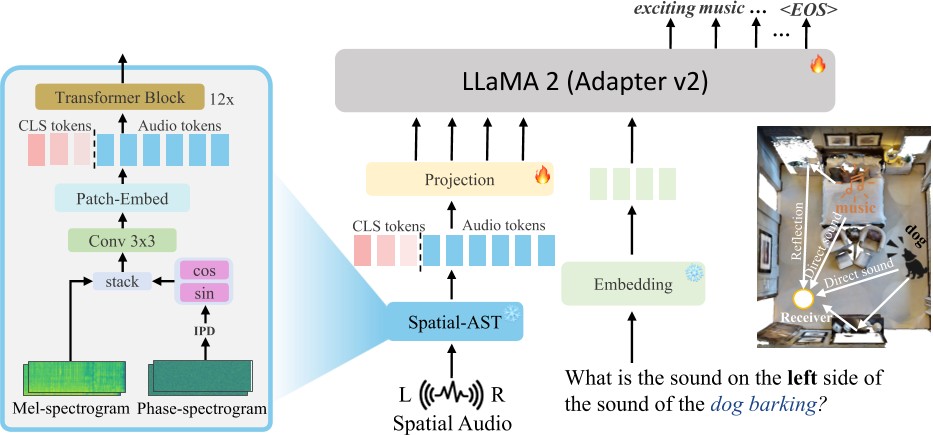 exciting music ... <EOS>
...
LLaMA 2 (Adapter v2)
Transformer Block
12x
CLS tokens
Audio tokens
Patch-Embed
Conv 3x3
stack
cos
sin
IPD
Mel-spectrogram
Phase-spectrogram
Projection
CLS tokens
Audio tokens
Spatial-AST
L
R
Spatial Audio
Embedding
What is the sound on the left side of
the sound of the dog barking?
music
dog
Reflection
Direct sound
Direct sound
Receiver